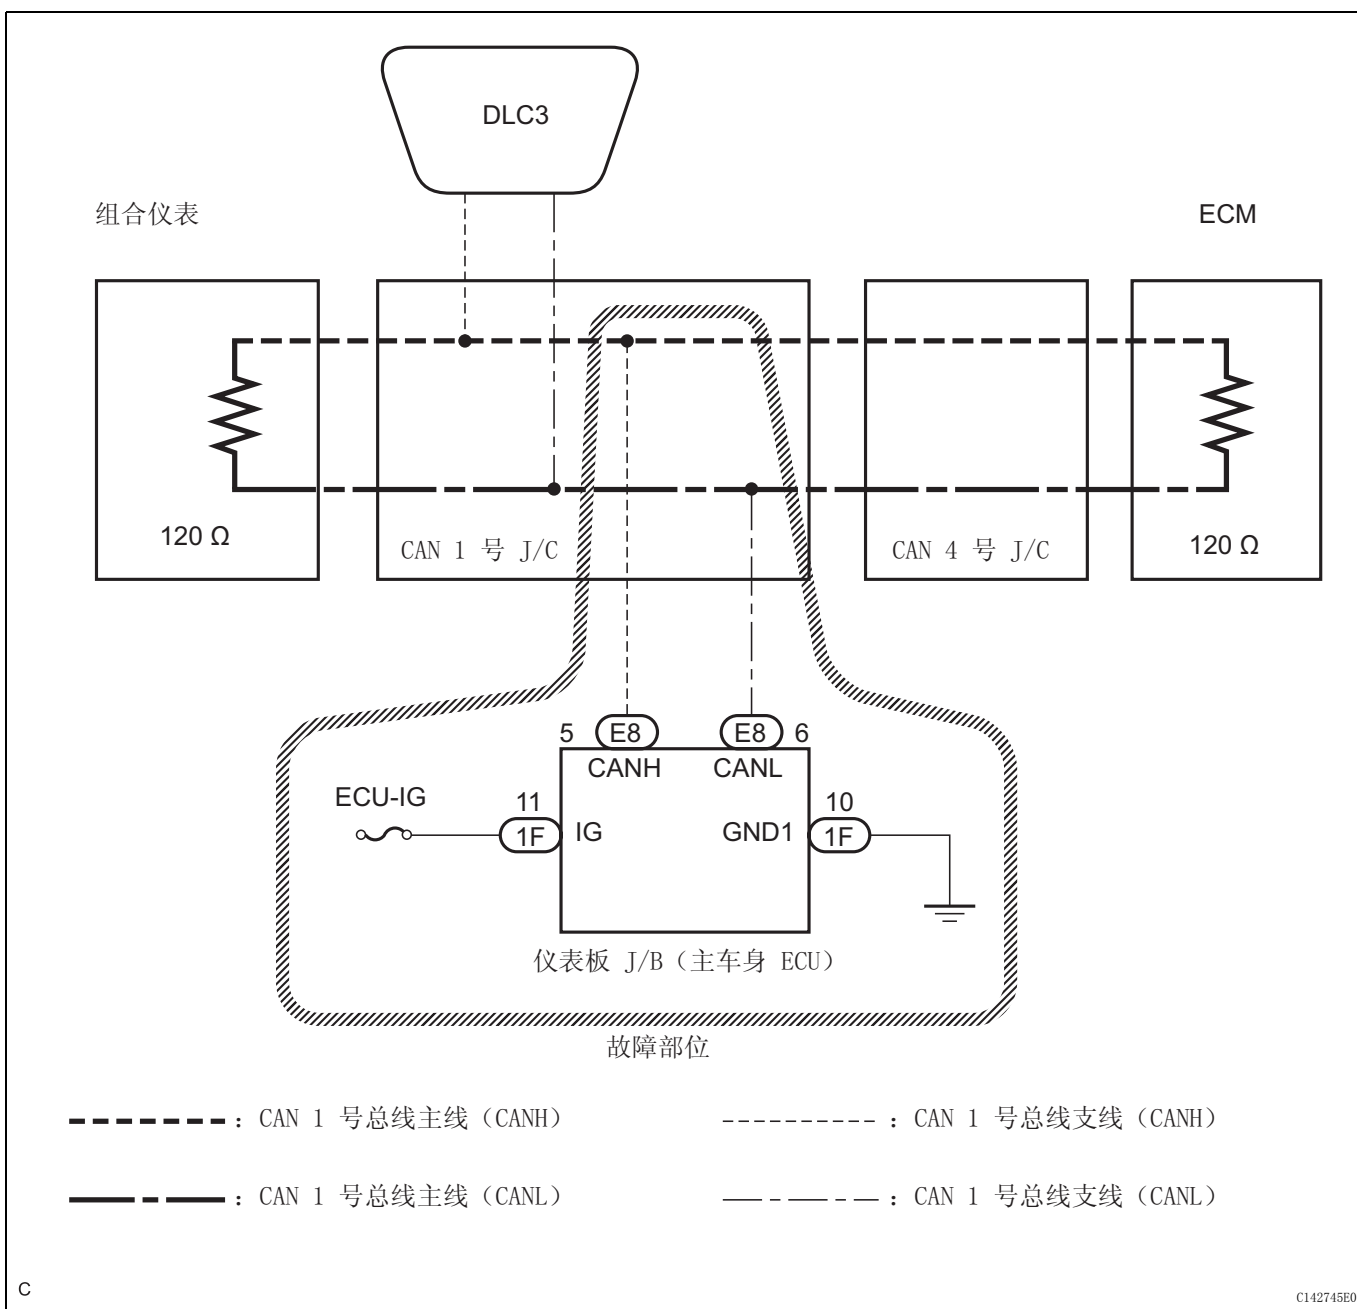 DLC3
组合仪表
ECM
120 Ω
CAN 1 号 J/C
CAN 4 号 J/C
120 Ω
5 E8 E8 6
CANH CANL
ECU-IG 11 10
1F IG GND1 1F
仪表板 J/B（主车身 ECU）
故障部位
：CAN 1 号总线主线（CANH）
：CAN 1 号总线支线（CANH）
：CAN 1 号总线主线（CANL）
：CAN 1 号总线支线（CANL）
C
C142745E0